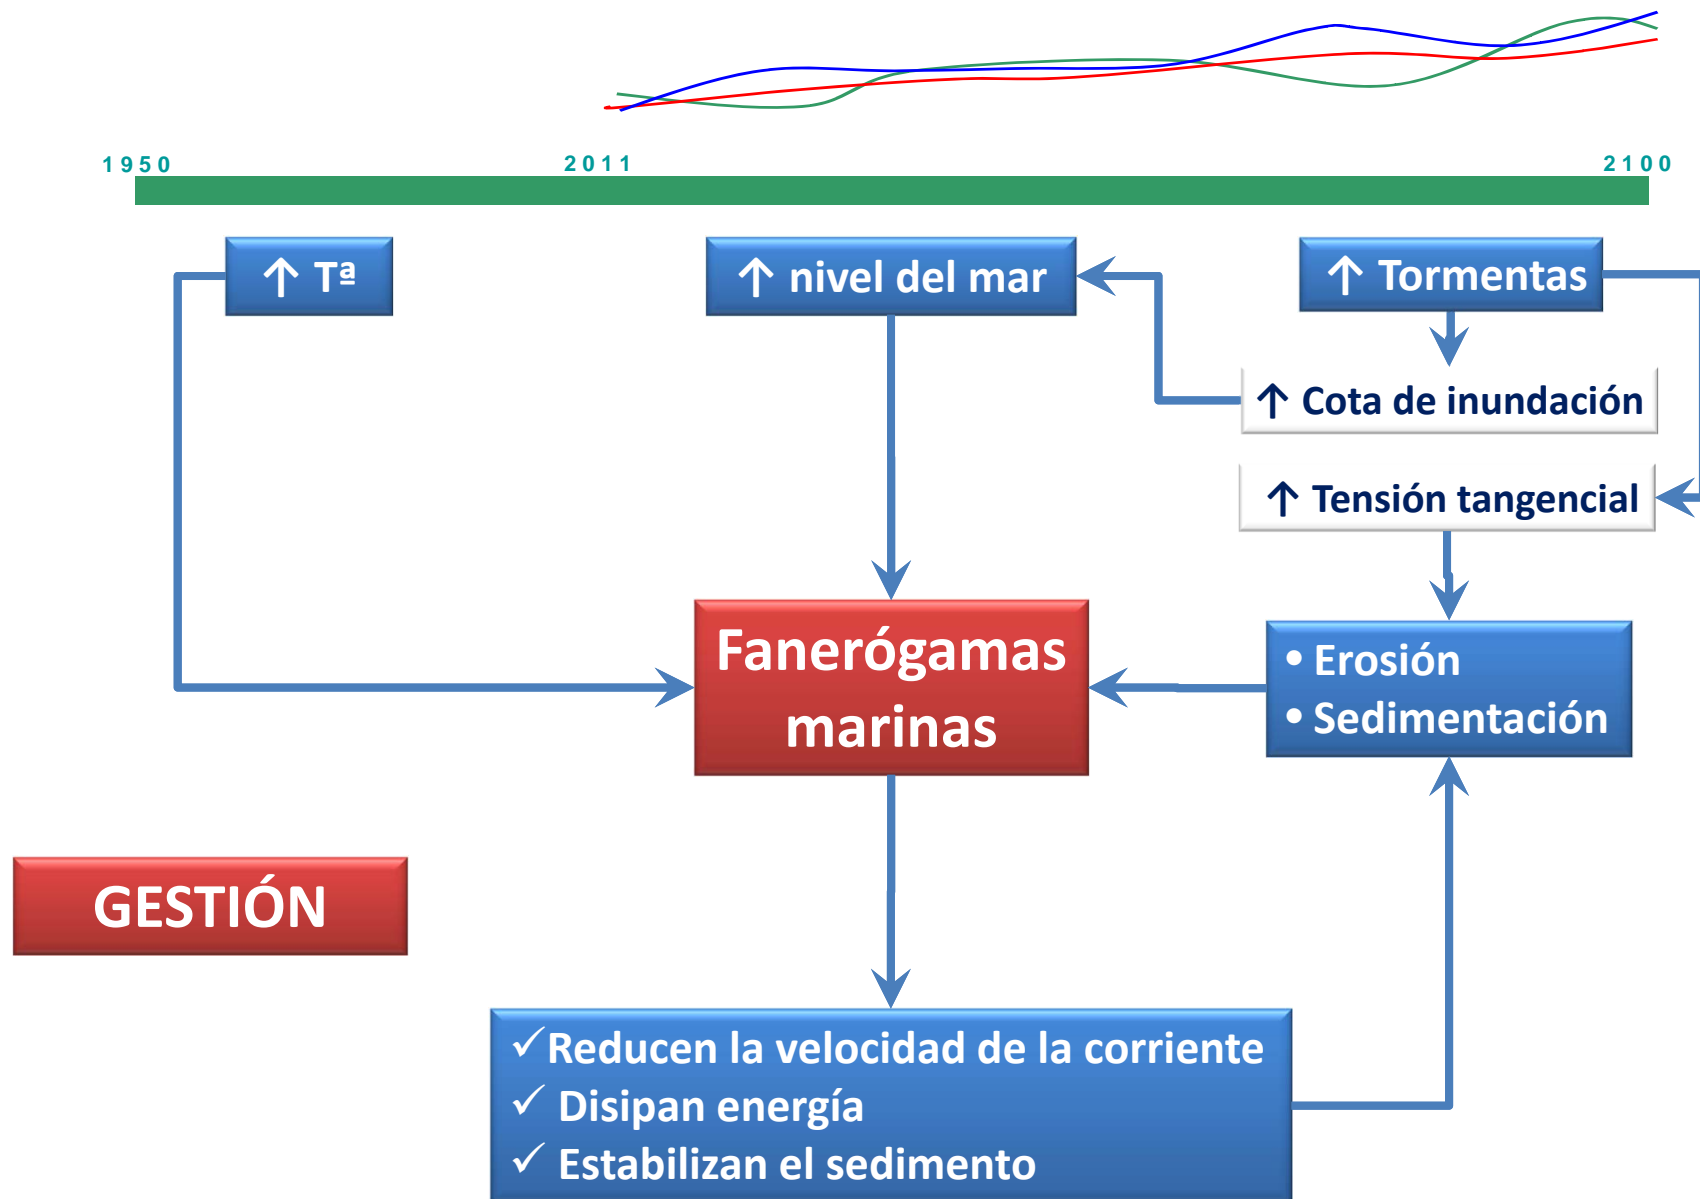 1950
2011
2100
↑ Tª
↑ nivel del mar
↑ Tormentas
↑ Cota de inundación
↑ Tensión tangencial
Fanerógamas
marinas
• Erosión
• Sedimentación
GESTIÓN
✓Reducen la velocidad de la corriente
✓ Disipan energía
✓ Estabilizan el sedimento